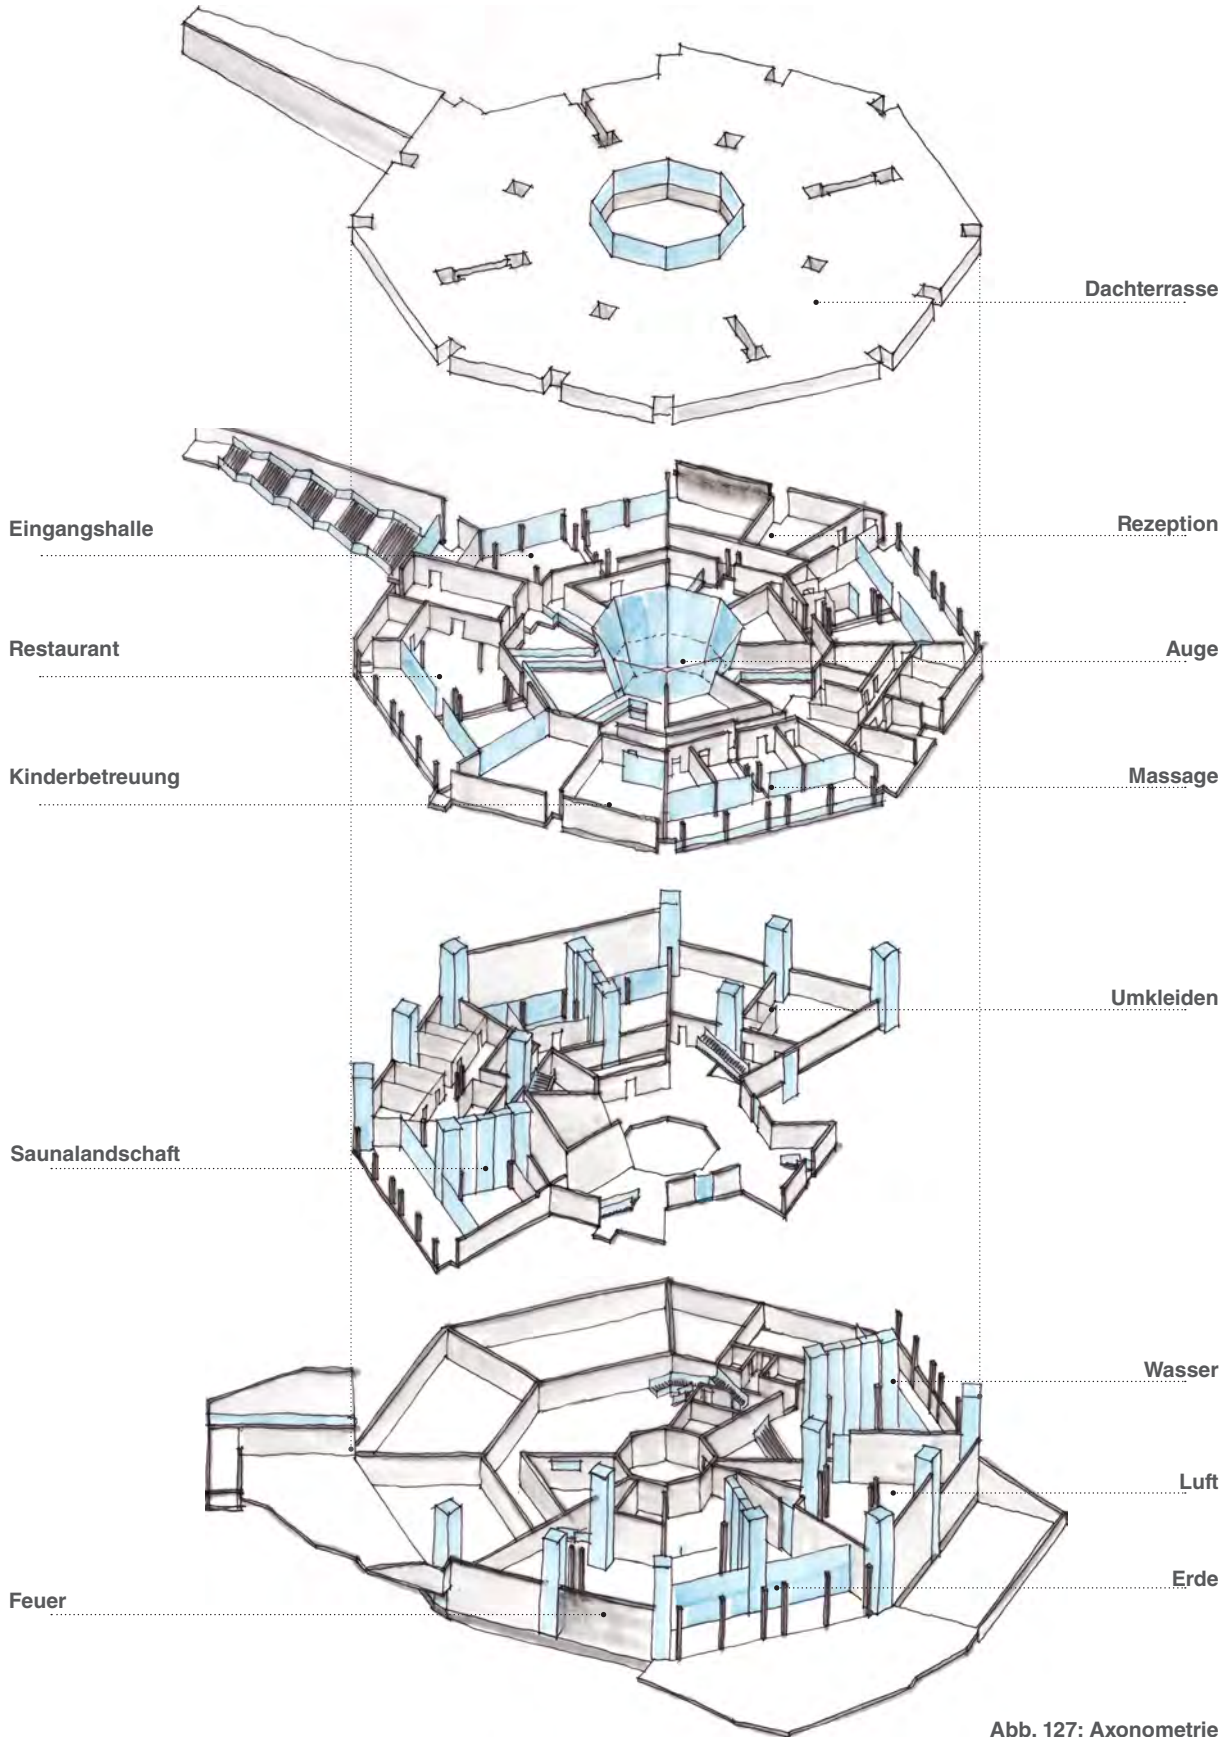 Dachterrasse
Eingangshalle
Rezeption
Restaurant
Auge
Kinderbetreuung
Massage
Umkleiden
Saunalandschaft
Wasser
Luft
Erde
Feuer
Abb. 127: Axonometrie